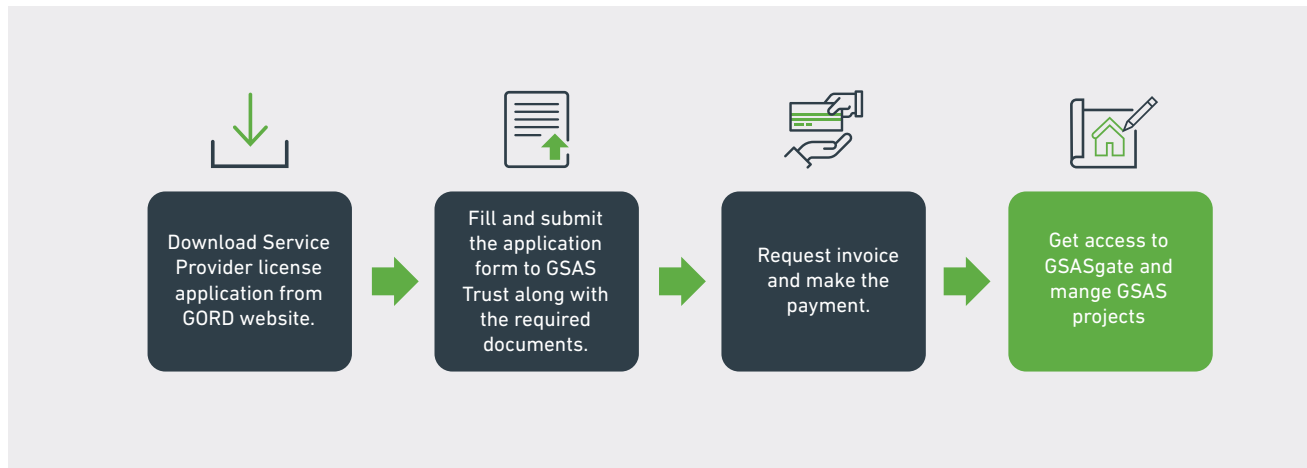 Download Service
Provider license
application from
GORD website.
Fill and submit
the application
form to GSAS
Trust along with
the required
documents.
Request invoice
and make the
payment.
Get access to
GSASgate and
mange GSAS
projects